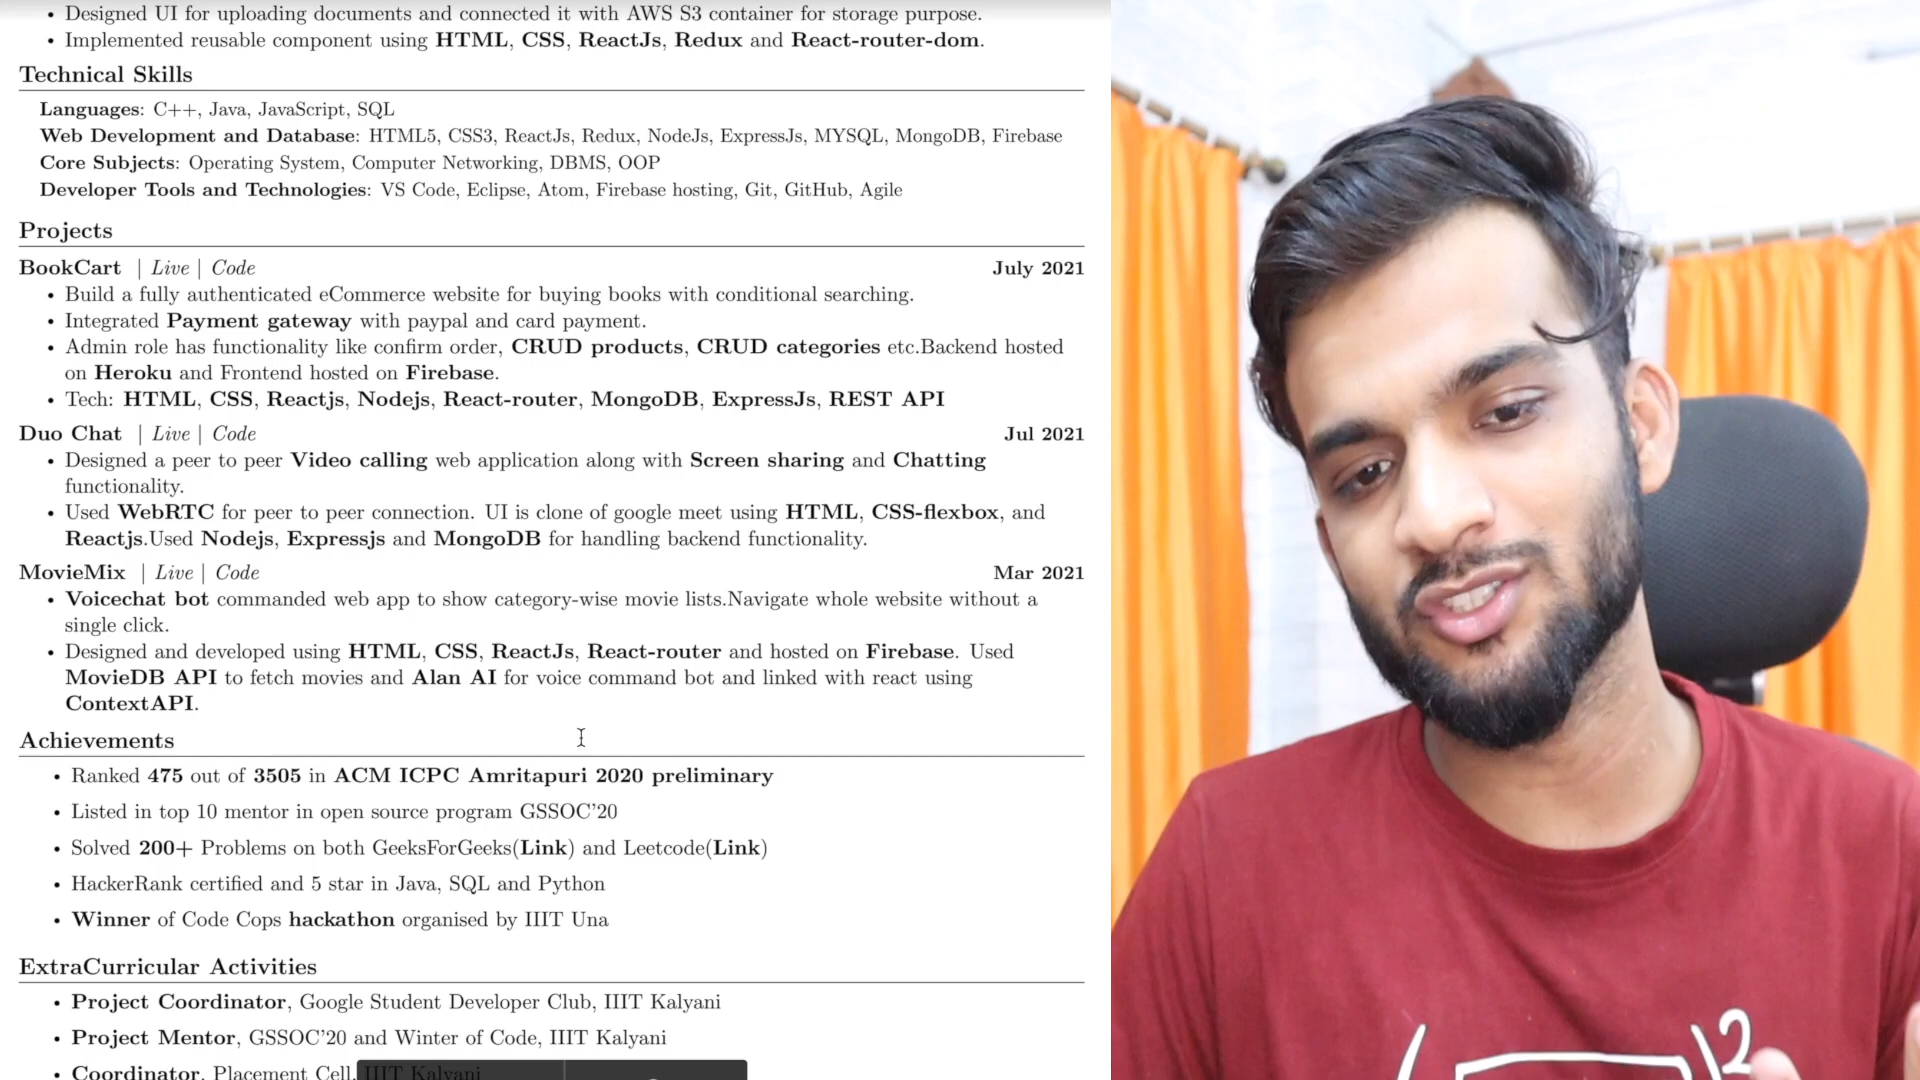 • Designed UI for uploading documents and connected it with AWS S3 container for storage purpose.
• Implemented reusable component using HTML, CSS, ReactJs, Redux and React-router-dom.
Technical Skills
Languages: C++, Java, JavaScript, SQL
Web Development and Database: HTML5, CSS3, ReactJs, Redux, NodeJs, ExpressJs, MYSQL, MongoDB, Firebase
Core Subjects: Operating System, Computer Networking, DBMS, OOP
Developer Tools and Technologies: VS Code, Eclipse, Atom, Firebase hosting, Git, GitHub, Agile
Projects
BookCart | Live | Code July 2021
• Build a fully authenticated eCommerce website for buying books with conditional searching.
• Integrated Payment gateway with paypal and card payment.
• Admin role has functionality like confirm order, CRUD products, CRUD categories etc.Backend hosted
on Heroku and Frontend hosted on Firebase.
• Tech: HTML, CSS, Reactjs, Nodejs, React-router, MongoDB, ExpressJs, REST API
Duo Chat | Live | Code Jul 2021
• Designed a peer to peer Video calling web application along with Screen sharing and Chatting
functionality.
• Used WebRTC for peer to peer connection. UI is clone of google meet using HTML, CSS-flexbox, and
Reactjs.Used Nodejs, Expressjs and MongoDB for handling backend functionality.
MovieMix | Live | Code Mar 2021
• Voicechat bot commanded web app to show category-wise movie lists.Navigate whole website without a
single click.
• Designed and developed using HTML, CSS, ReactJs, React-router and hosted on Firebase. Used
MovieDB API to fetch movies and Alan AI for voice command bot and linked with react using
ContextAPI.
Achievements
• Ranked 475 out of 3505 in ACM ICPC Amritapuri 2020 preliminary
• Listed in top 10 mentor in open source program GSSOC'20
• Solved 200+ Problems on both GeeksForGeeks(Link) and Leetcode(Link)
• HackerRank certified and 5 star in Java, SQL and Python
• Winner of Code Cops hackathon organised by IIIT Una
ExtraCurricular Activities
• Project Coordinator, Google Student Developer Club, IIIT Kalyani
• Project Mentor, GSSOC'20 and Winter of Code, IIIT Kalyani
• Coordinator, Placement Cell, IIIT Kalyani
2